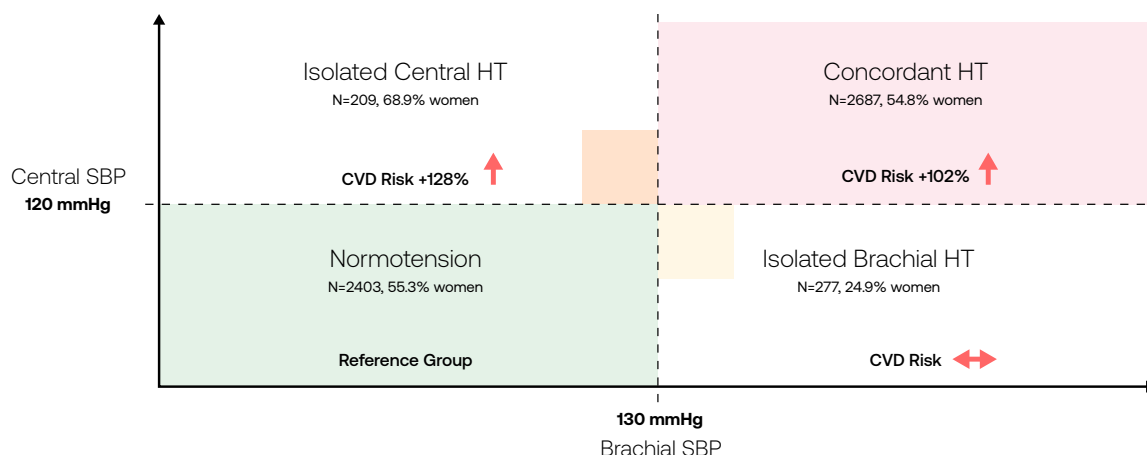 Isolated Central HT
N=209, 68.9% women
CVD Risk +128%
Concordant HT
N=2687, 54.8% women
CVD Risk +102%
Central SBP
120 mmHg
Normotension
N=2403, 55.3% women
Reference Group
Isolated Brachial HT
N=277, 24.9% women
CVD Risk
130 mmHg
Brachial SBP